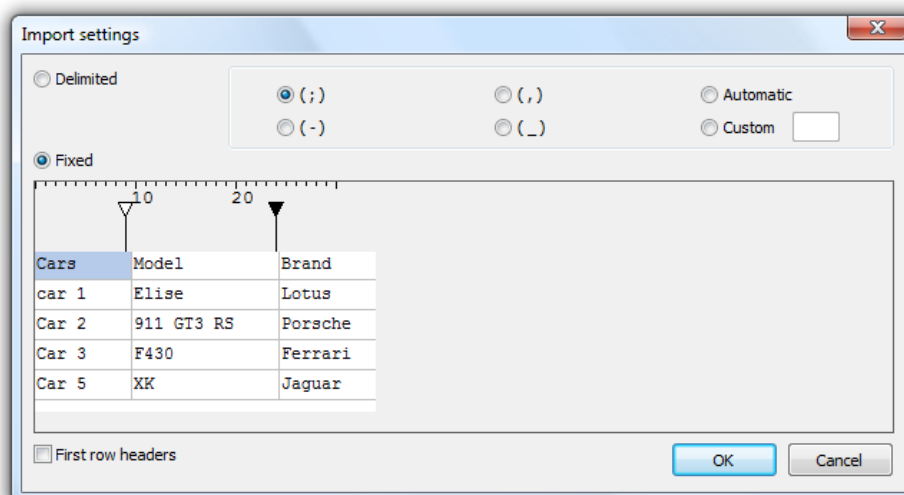 Import settings
Delimited
(;) (,) Automatic
(-) (_) Custom
Fixed
10 20
Cars Model Brand
car 1 Elise Lotus
Car 2 911 GT3 RS Porsche
Car 3 F430 Ferrari
Car 5 XK Jaguar
First row headers OK Cancel